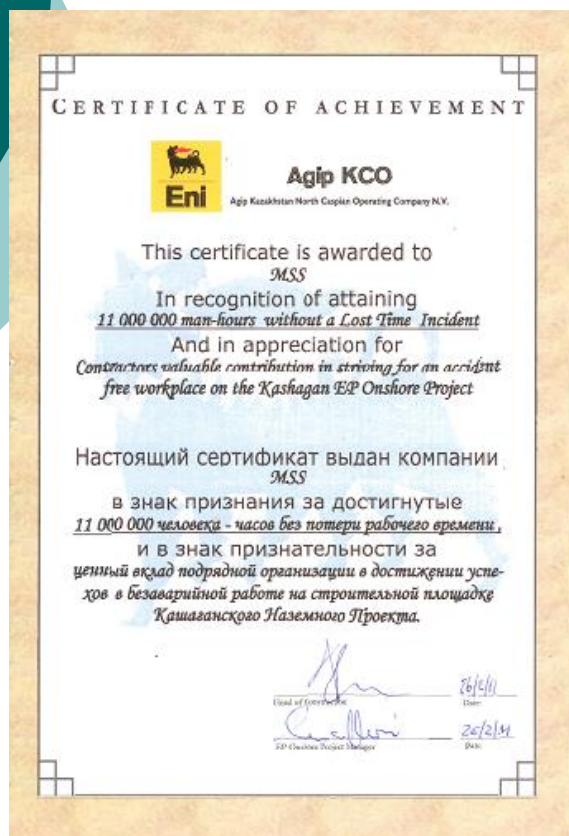 CERTIFICATE OF ACHIEVEMENT
Eni
Agip KCO
Agip Kazakhstan North Caspian Operating Company N.V.
This certificate is awarded to
MSS
In recognition of attaining
11 000 000 man-hours without a Lost Time Incident
And in appreciation for
Contractors valuable contribution in striving for an accident
free workplace on the Kashagan EP Onshore Project
Настоящий сертификат выдан компании
MSS
в знак признания за достигнутые
11 000 000 человека - часов без потери рабочего времени,
и в знак признательности за
ценный вклад подрядной организации в достижении успе-
хов в безаварийной работе на строительной площадке
Кашаганского Наземного Проекта.
Head of Construction
Date:
EP Onshore Project Manager
Date: